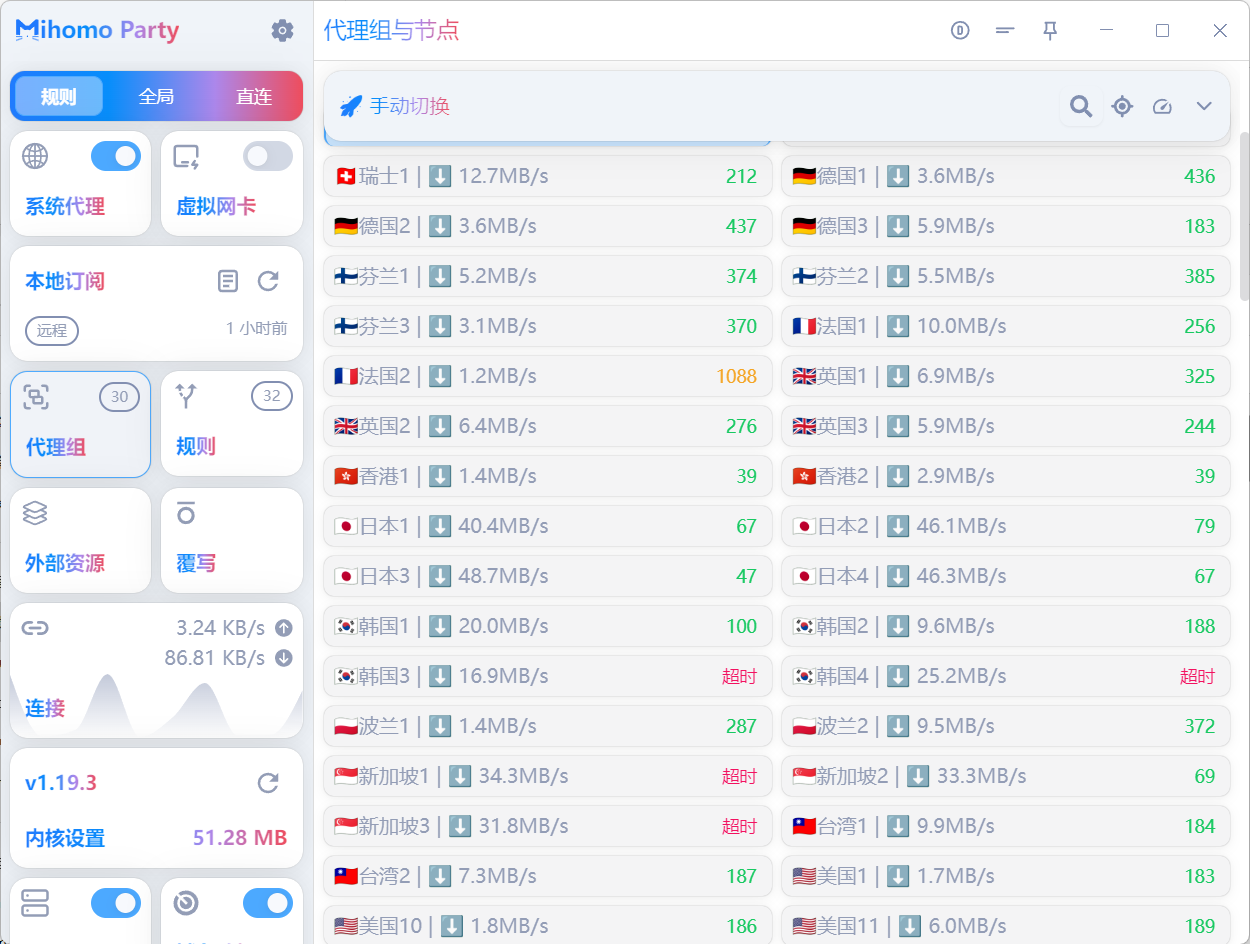 Mihomo Party
规则 全局 直连
系统代理 虚拟网卡
本地订阅
远程 1 小时前
30 32
代理组 规则
外部资源 覆写
3.24 KB/s
86.81 KB/s
连接
v1.19.3
内核设置 51.28 MB
代理组与节点
手动切换
🇨🇭瑞士1 | ⬇️ 12.7MB/s 212
🇩🇪德国1 | ⬇️ 3.6MB/s 436
🇩🇪德国2 | ⬇️ 3.6MB/s 437
🇩🇪德国3 | ⬇️ 5.9MB/s 183
🇫🇮芬兰1 | ⬇️ 5.2MB/s 374
🇫🇮芬兰2 | ⬇️ 5.5MB/s 385
🇫🇮芬兰3 | ⬇️ 3.1MB/s 370
🇫🇷法国1 | ⬇️ 10.0MB/s 256
🇫🇷法国2 | ⬇️ 1.2MB/s 1088
🇬🇧英国1 | ⬇️ 6.9MB/s 325
🇬🇧英国2 | ⬇️ 6.4MB/s 276
🇬🇧英国3 | ⬇️ 5.9MB/s 244
🇭🇰香港1 | ⬇️ 1.4MB/s 39
🇭🇰香港2 | ⬇️ 2.9MB/s 39
🇯🇵日本1 | ⬇️ 40.4MB/s 67
🇯🇵日本2 | ⬇️ 46.1MB/s 79
🇯🇵日本3 | ⬇️ 48.7MB/s 47
🇯🇵日本4 | ⬇️ 46.3MB/s 67
🇰🇷韩国1 | ⬇️ 20.0MB/s 100
🇰🇷韩国2 | ⬇️ 9.6MB/s 188
🇰🇷韩国3 | ⬇️ 16.9MB/s 超时
🇰🇷韩国4 | ⬇️ 25.2MB/s 超时
🇵🇱波兰1 | ⬇️ 1.4MB/s 287
🇵🇱波兰2 | ⬇️ 9.5MB/s 372
🇸🇬新加坡1 | ⬇️ 34.3MB/s 超时
🇸🇬新加坡2 | ⬇️ 33.3MB/s 69
🇸🇬新加坡3 | ⬇️ 31.8MB/s 超时
🇹🇼台湾1 | ⬇️ 9.9MB/s 184
🇹🇼台湾2 | ⬇️ 7.3MB/s 187
🇺🇸美国1 | ⬇️ 1.7MB/s 183
🇺🇸美国10 | ⬇️ 1.8MB/s 186
🇺🇸美国11 | ⬇️ 6.0MB/s 189